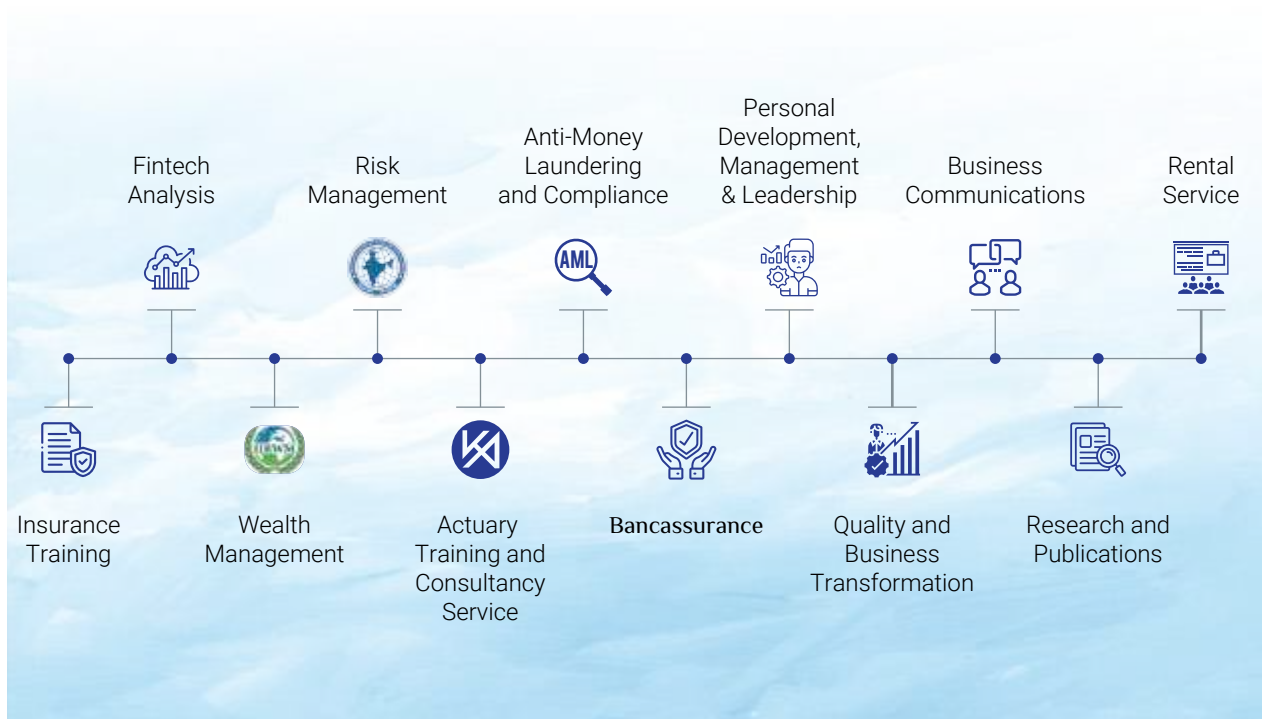 Fintech
Analysis
Risk
Management
Anti-Money
Laundering
and Compliance
Personal
Development,
Management
& Leadership
Business
Communications
Rental
Service
AML
Insurance
Training
Wealth
Management
Actuary
Training and
Consultancy
Service
Bancassurance
Quality and
Business
Transformation
Research and
Publications